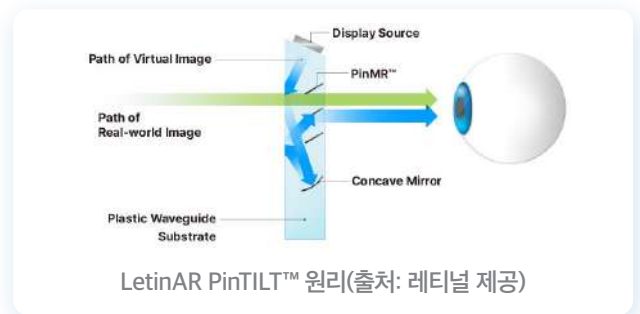 Display Source
Path of Virtual Image
PinMR™
Path of
Real-world Image
Concave Mirror
Plastic Waveguide
Substrate
LetinAR PinTILT™ 원리(출처: 레티널 제공)